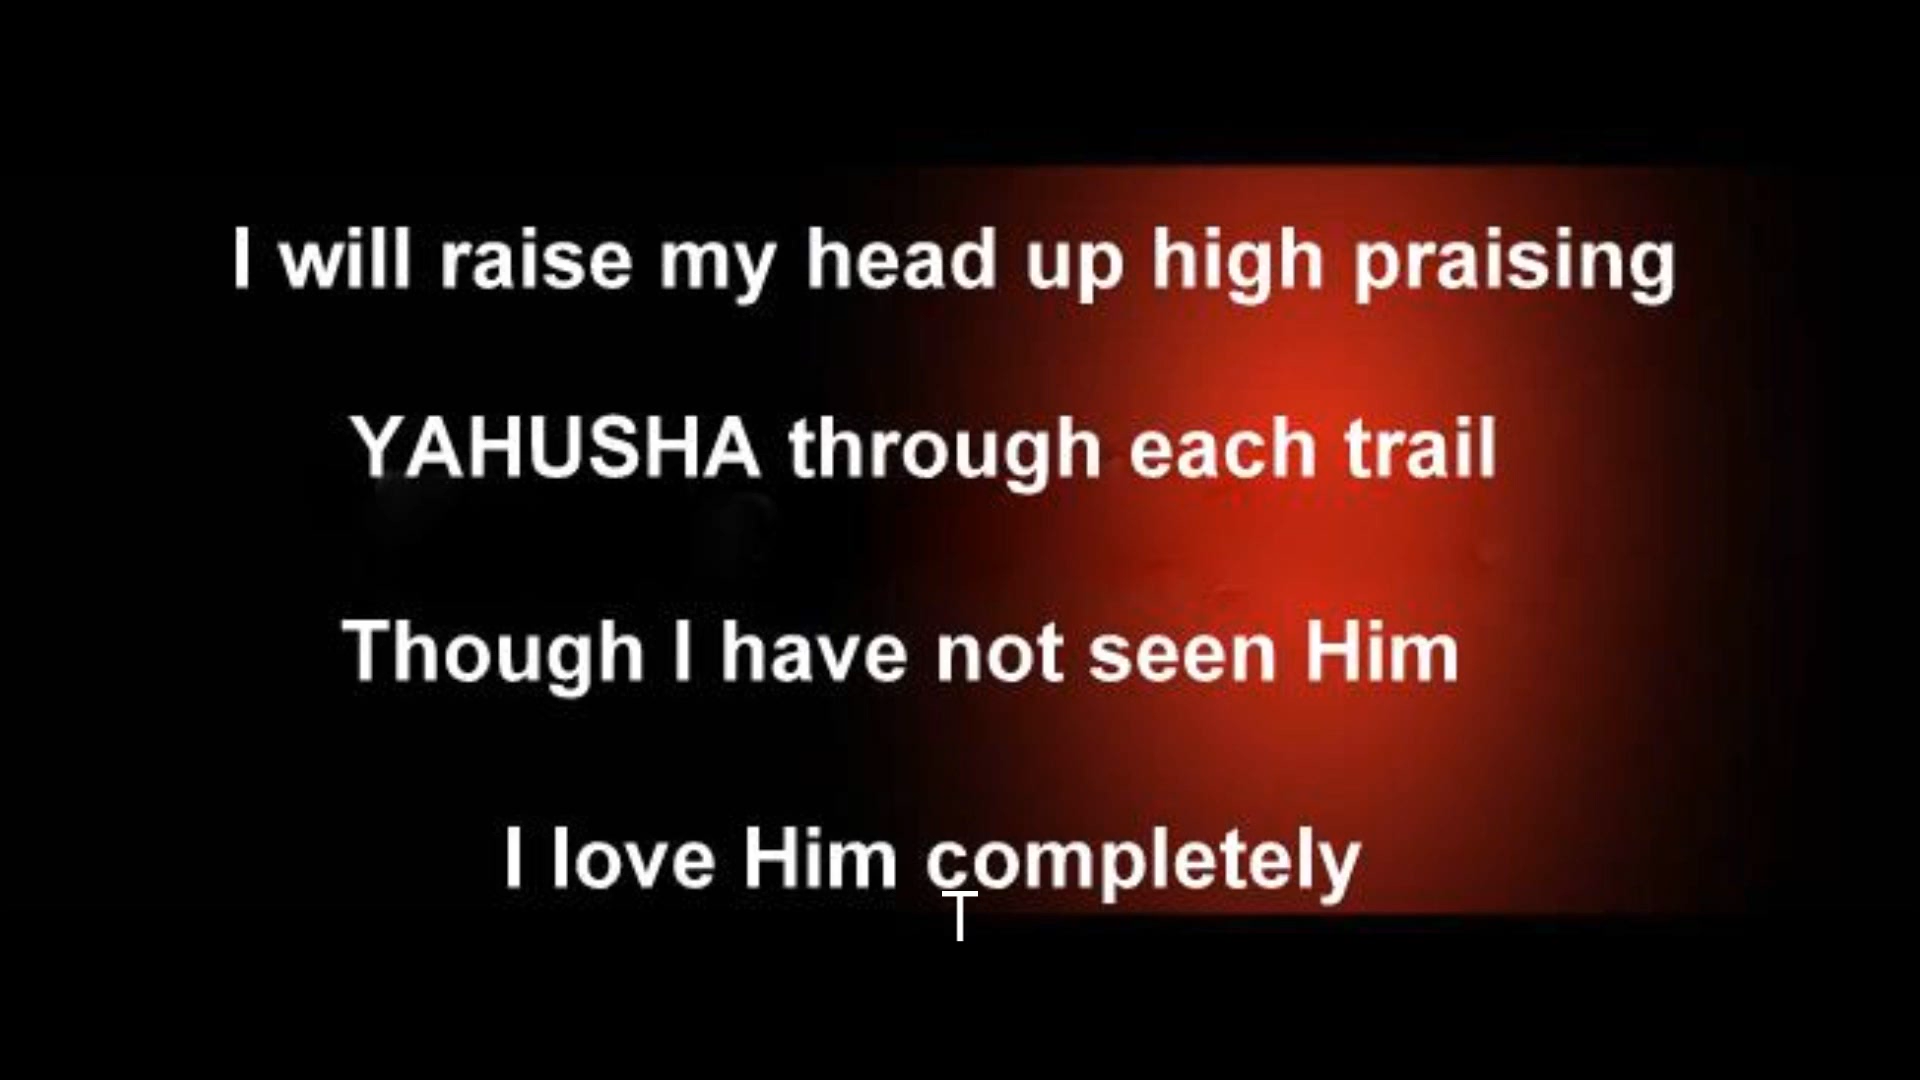 I will raise my head up high praising
YAHUSHA through each trail
Though I have not seen Him
I love Him completely
T